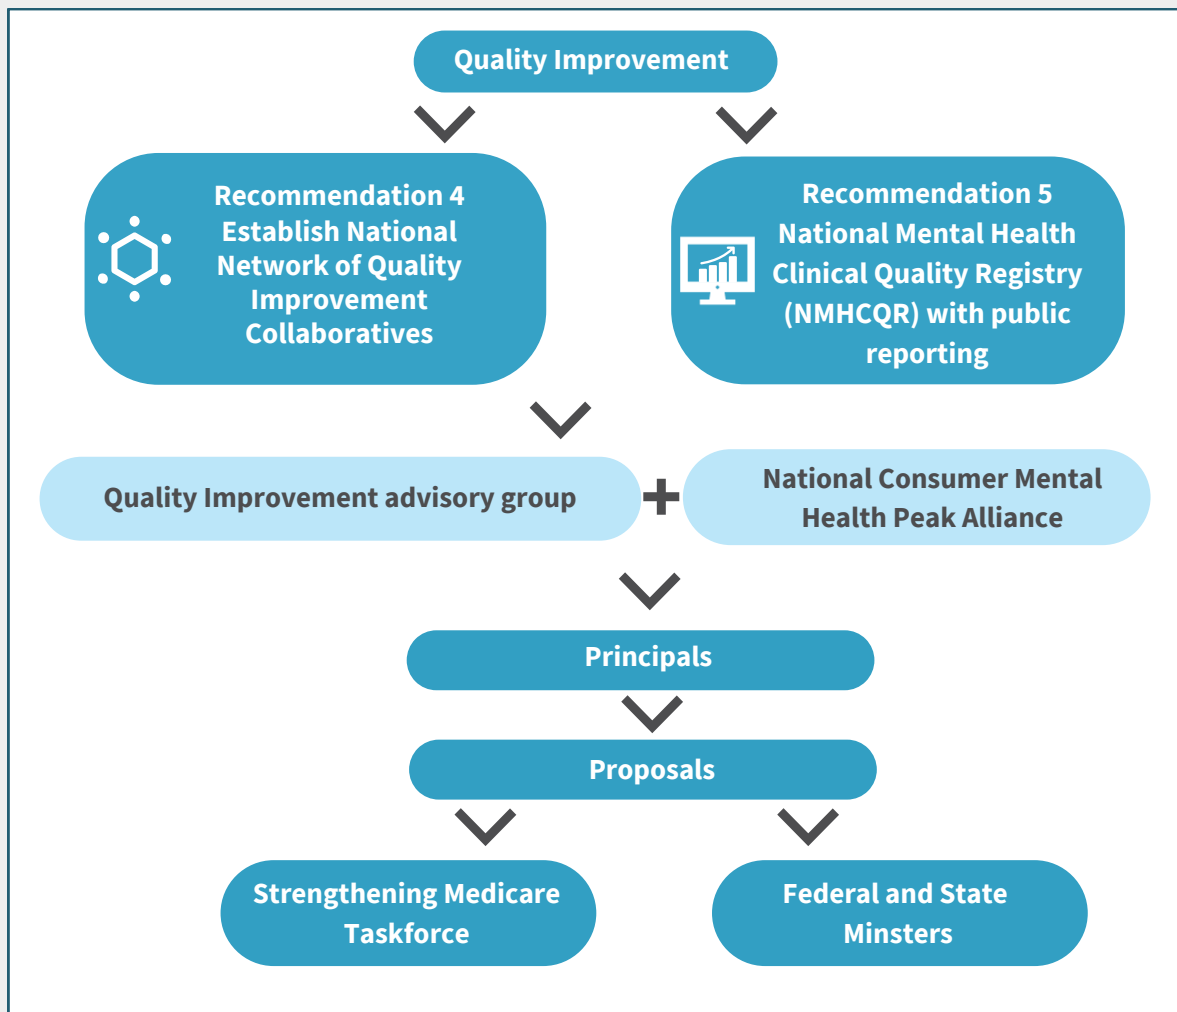 Quality Improvement
Recommendation 4
Establish National
Network of Quality
Improvement
Collaboratives
Recommendation 5
National Mental Health
Clinical Quality Registry
(NMHCQR) with public
reporting
Quality Improvement advisory group
+
National Consumer Mental
Health Peak Alliance
Principals
Proposals
Strengthening Medicare
Taskforce
Federal and State
Minsters